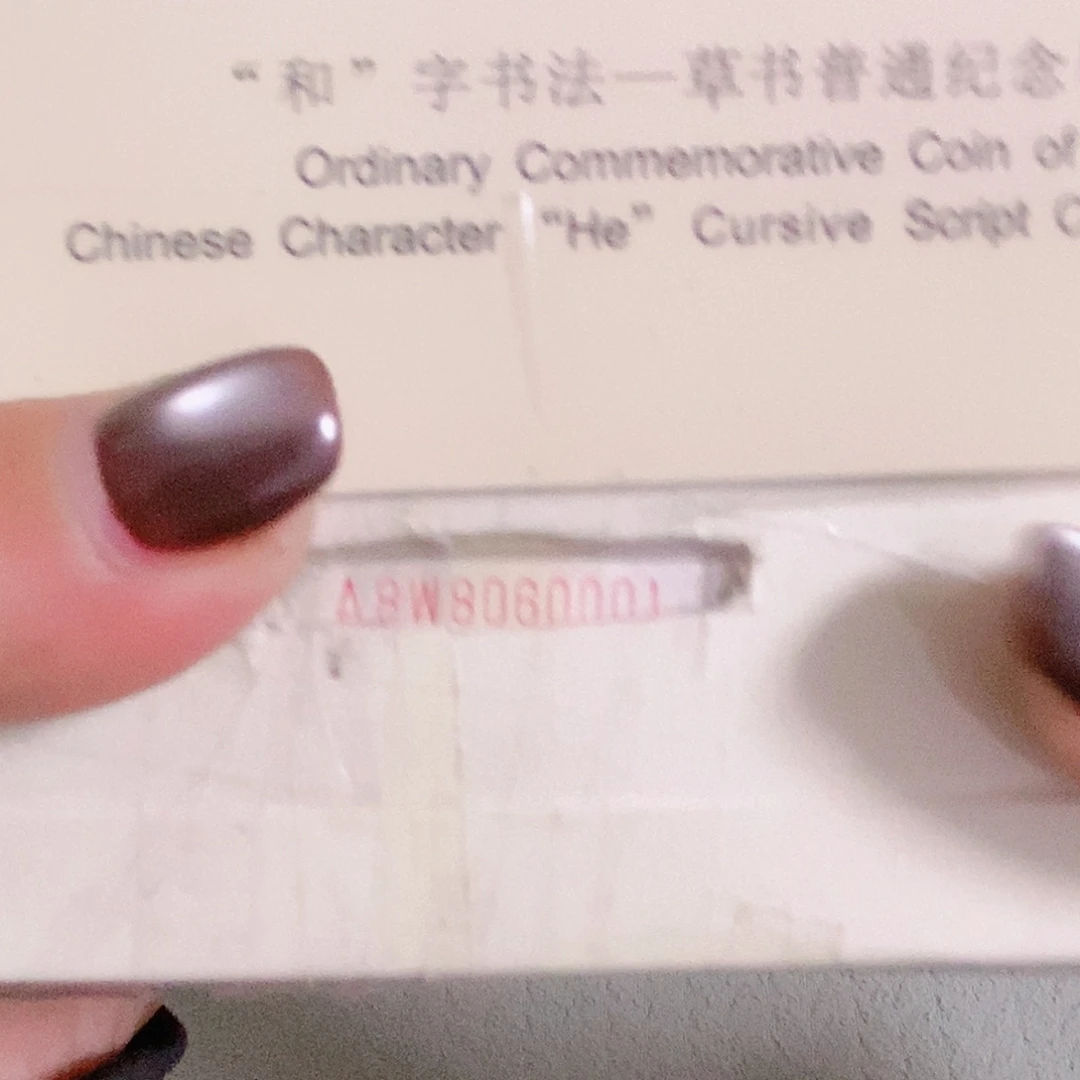 “和”字书法—草书普通纪念
Ordinary Commemorative Coin of
Chinese Character “He” Cursive Script C
A8W8060001